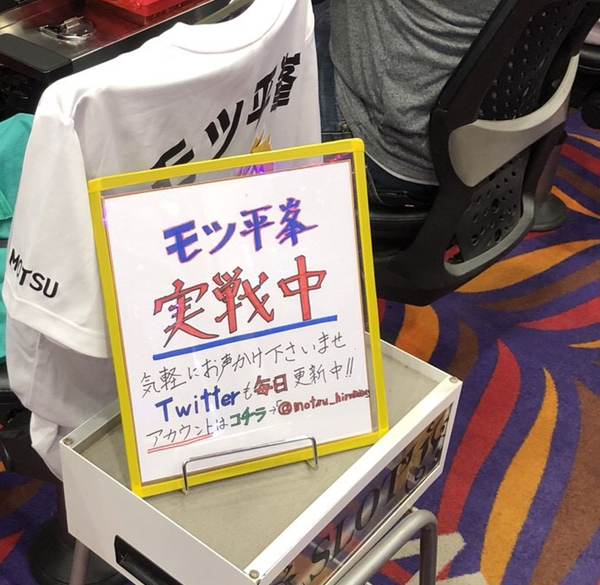 モツ平峯
MOTSU
モツ平峯
実戦中
気軽にお声かけ下さいませ
Twitterも毎日更新中!!
アカウントはコチラ→@motsu_hiramine
SLOT